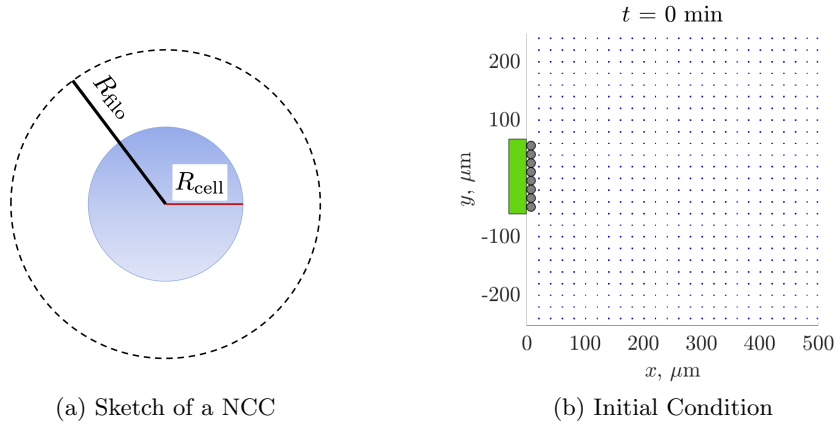 R_filo
R_cell
(a) Sketch of a NCC
t = 0 min
200
100
-100
-200
y, μm
0 100 200 300 400 500
x, μm
(b) Initial Condition